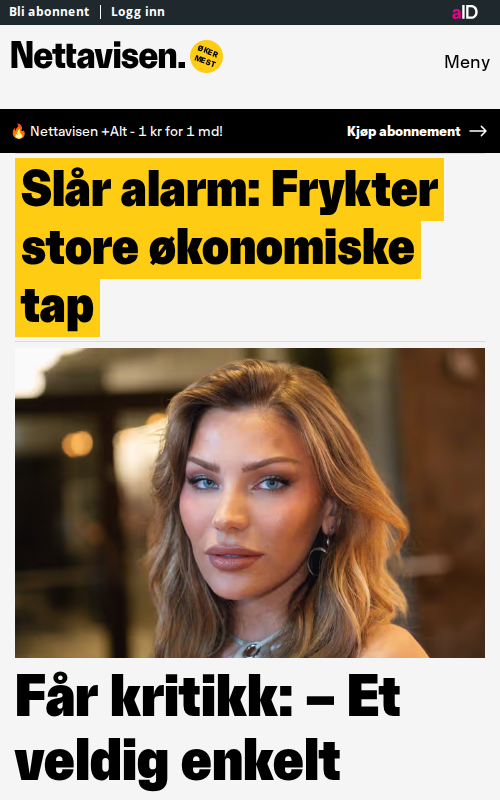 Bli abonnent | Logg inn
aID
Nettavisen.
ØKER
MEST
Meny
🔥 Nettavisen +Alt - 1 kr for 1 md!
Kjøp abonnement →
Slår alarm: Frykter
store økonomiske
tap
Får kritikk: – Et
veldig enkelt